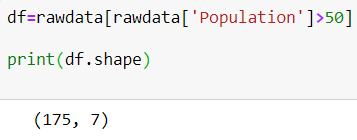 df=rawdata[rawdata['Population']>50]
print(df.shape)
(175, 7)